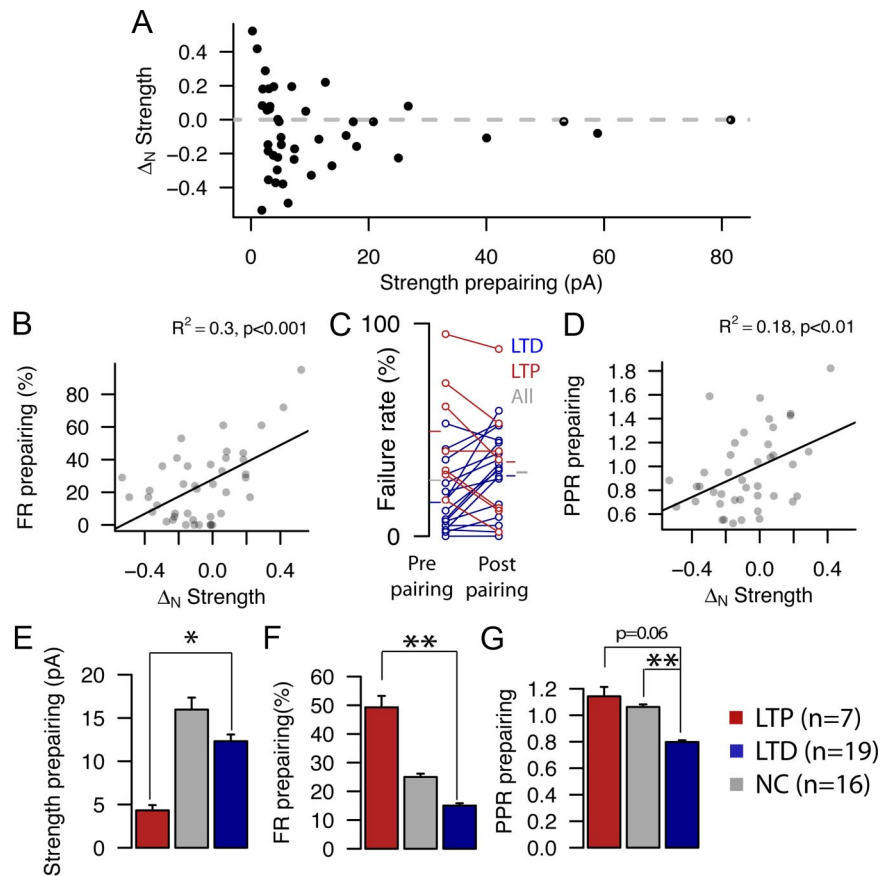 A
ΔN Strength
0.4
0.2
0.0
−0.2
−0.4
0
20
40
60
80
Strength prepairing (pA)
B
R2 = 0.3, p<0.001
FR prepairing (%)
80
60
40
20
0
−0.4
0.0
0.4
ΔN Strength
C
100
LTD
LTP
All
Failure rate (%)
0
Pre
pairing
Post
pairing
D
R2 = 0.18, p<0.01
PPR prepairing
1.8
1.6
1.4
1.2
1.0
0.8
0.6
−0.4
0.0
0.4
ΔN Strength
E
*
Strength prepairing (pA)
20
15
10
5
0
F
**
FR prepairing(%)
60
50
40
30
20
10
0
G
p=0.06
**
PPR prepairing
1.2
1.0
0.8
0.6
0.4
0.2
0.0
LTP (n=7)
LTD (n=19)
NC (n=16)